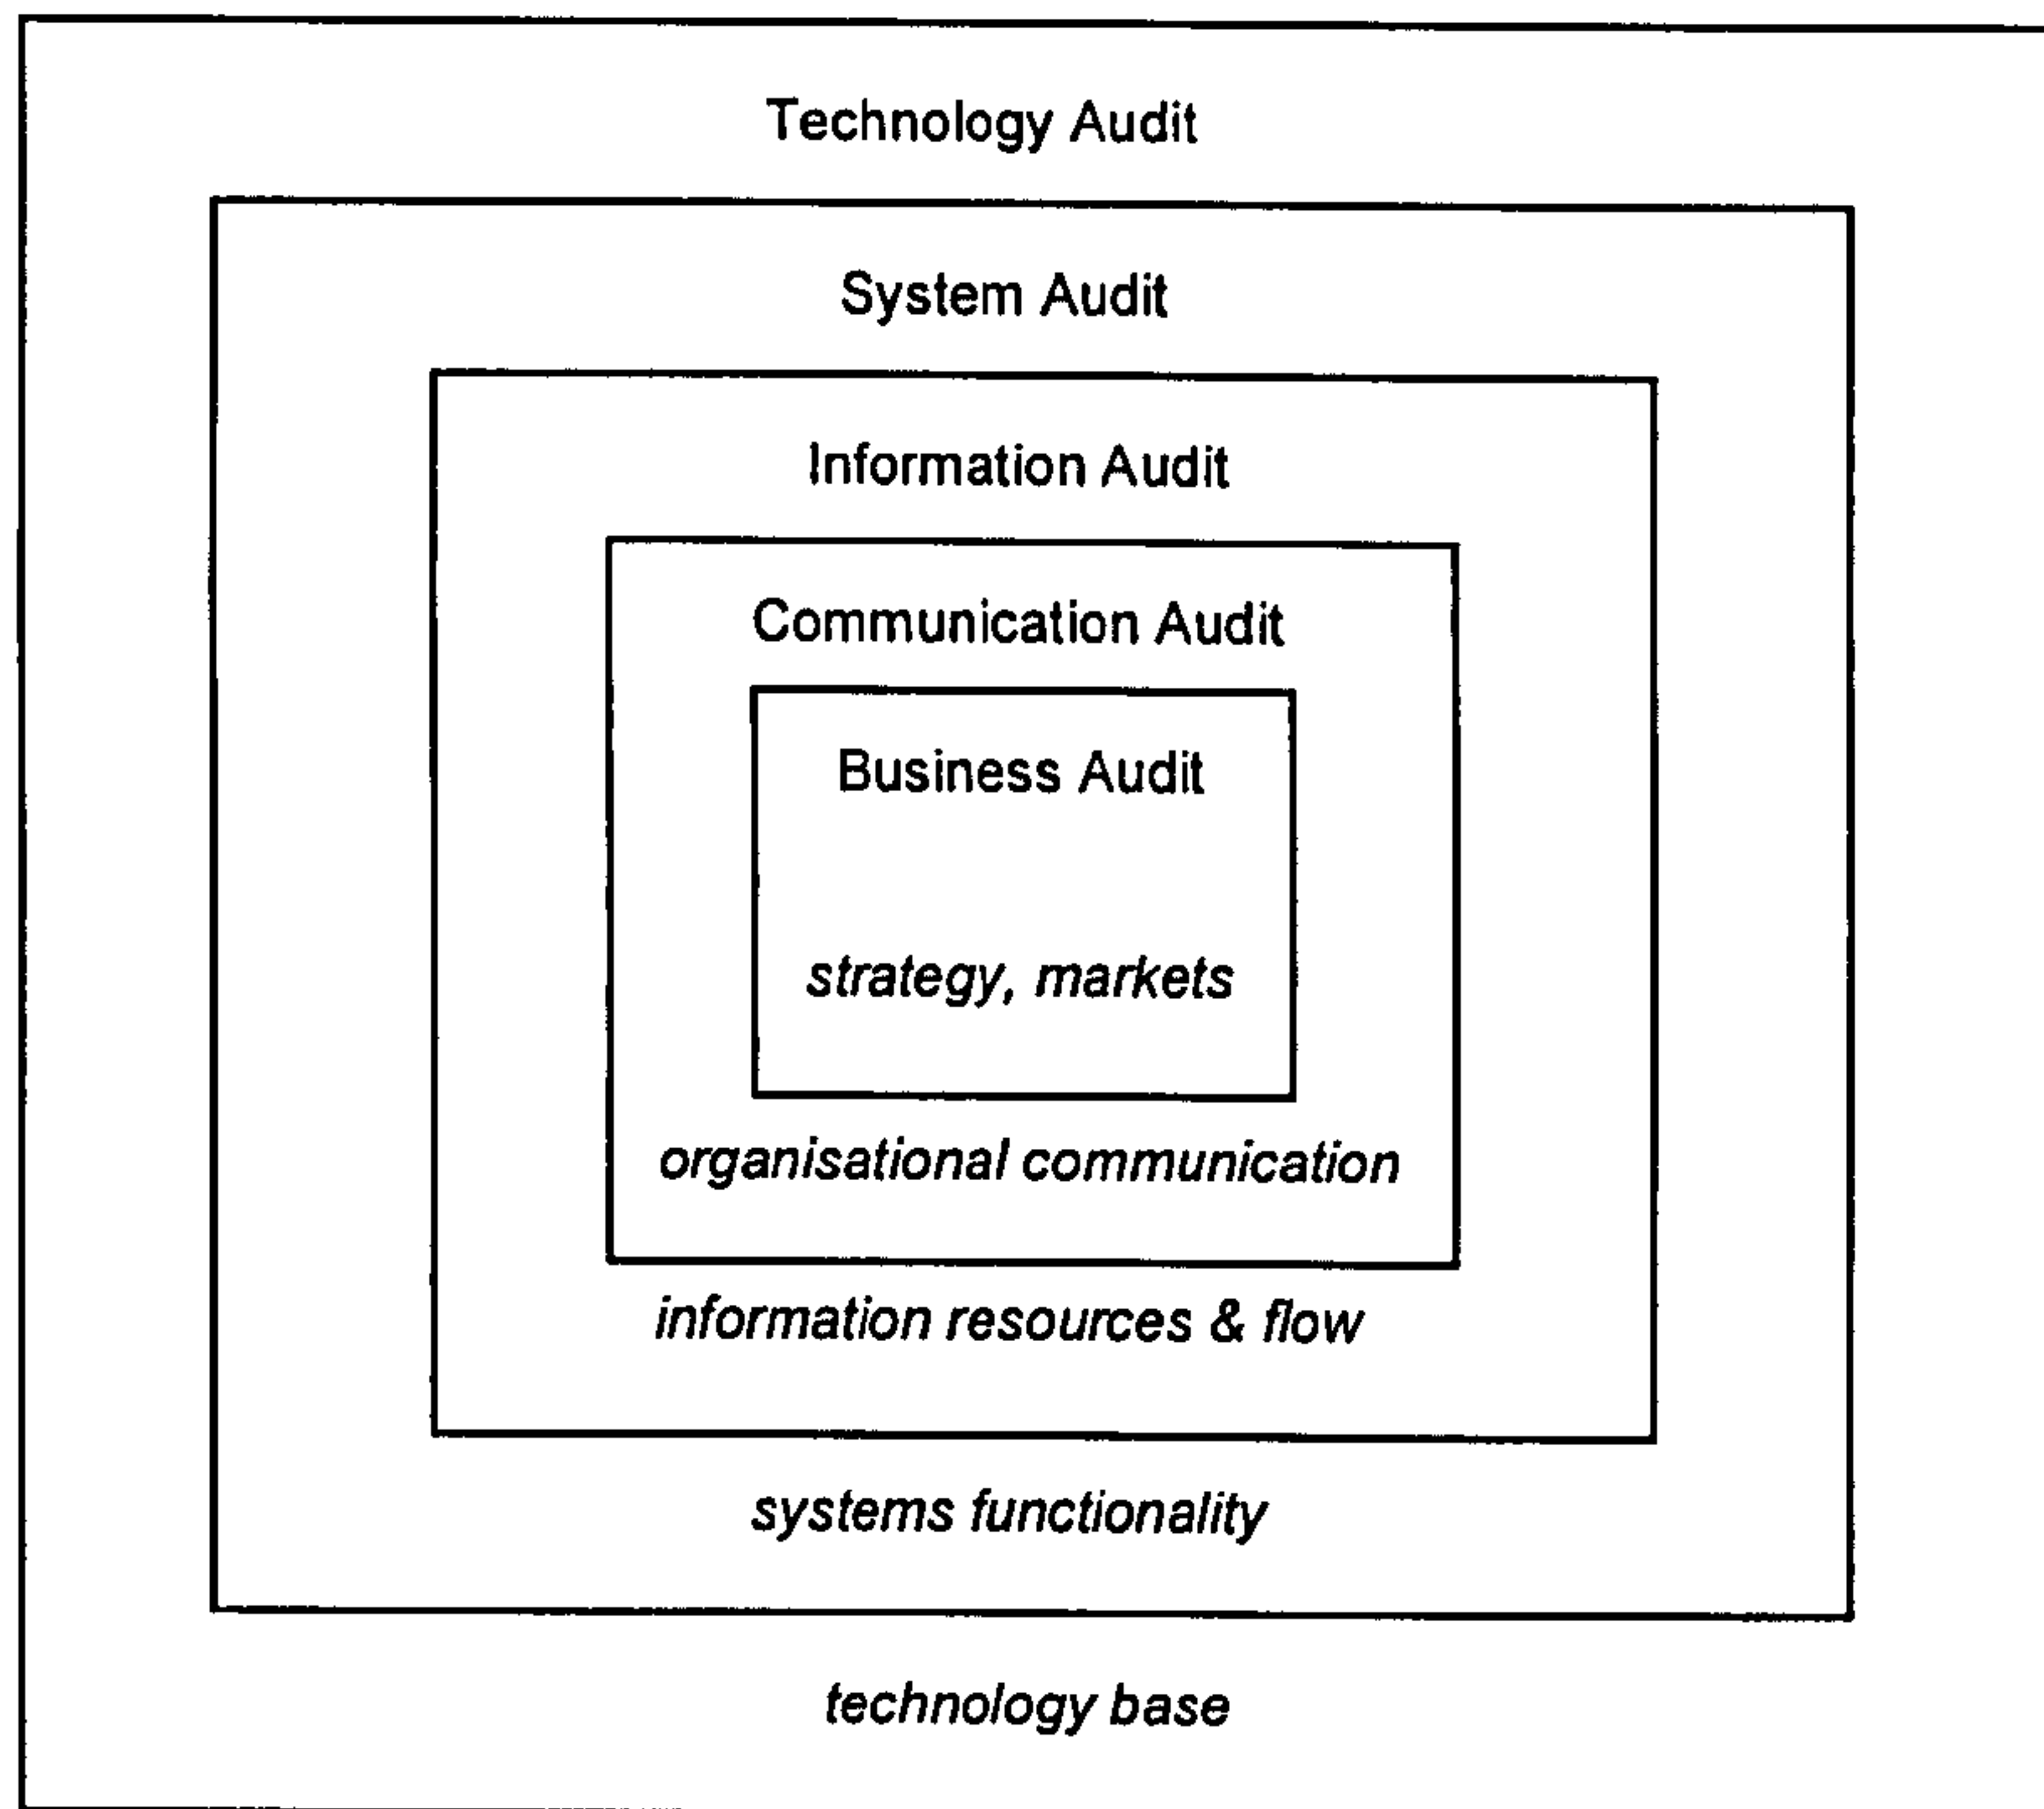 Technology Audit
System Audit
Information Audit
Communication Audit
Business Audit
strategy, markets
organisational communication
information resources & flow
systems functionality
technology base